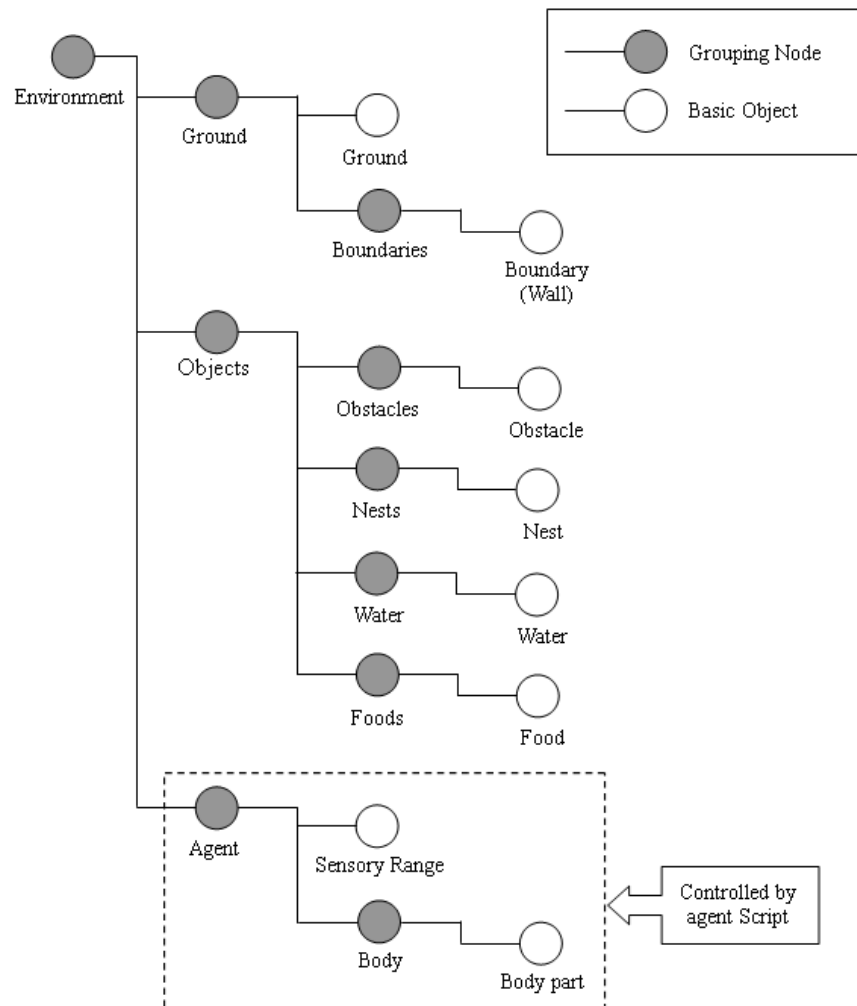 Grouping Node
Basic Object
Environment
Ground
Ground
Boundaries
Boundary
(Wall)
Objects
Obstacles
Obstacle
Nests
Nest
Water
Water
Foods
Food
Agent
Sensory Range
Controlled by
agent Script
Body
Body part